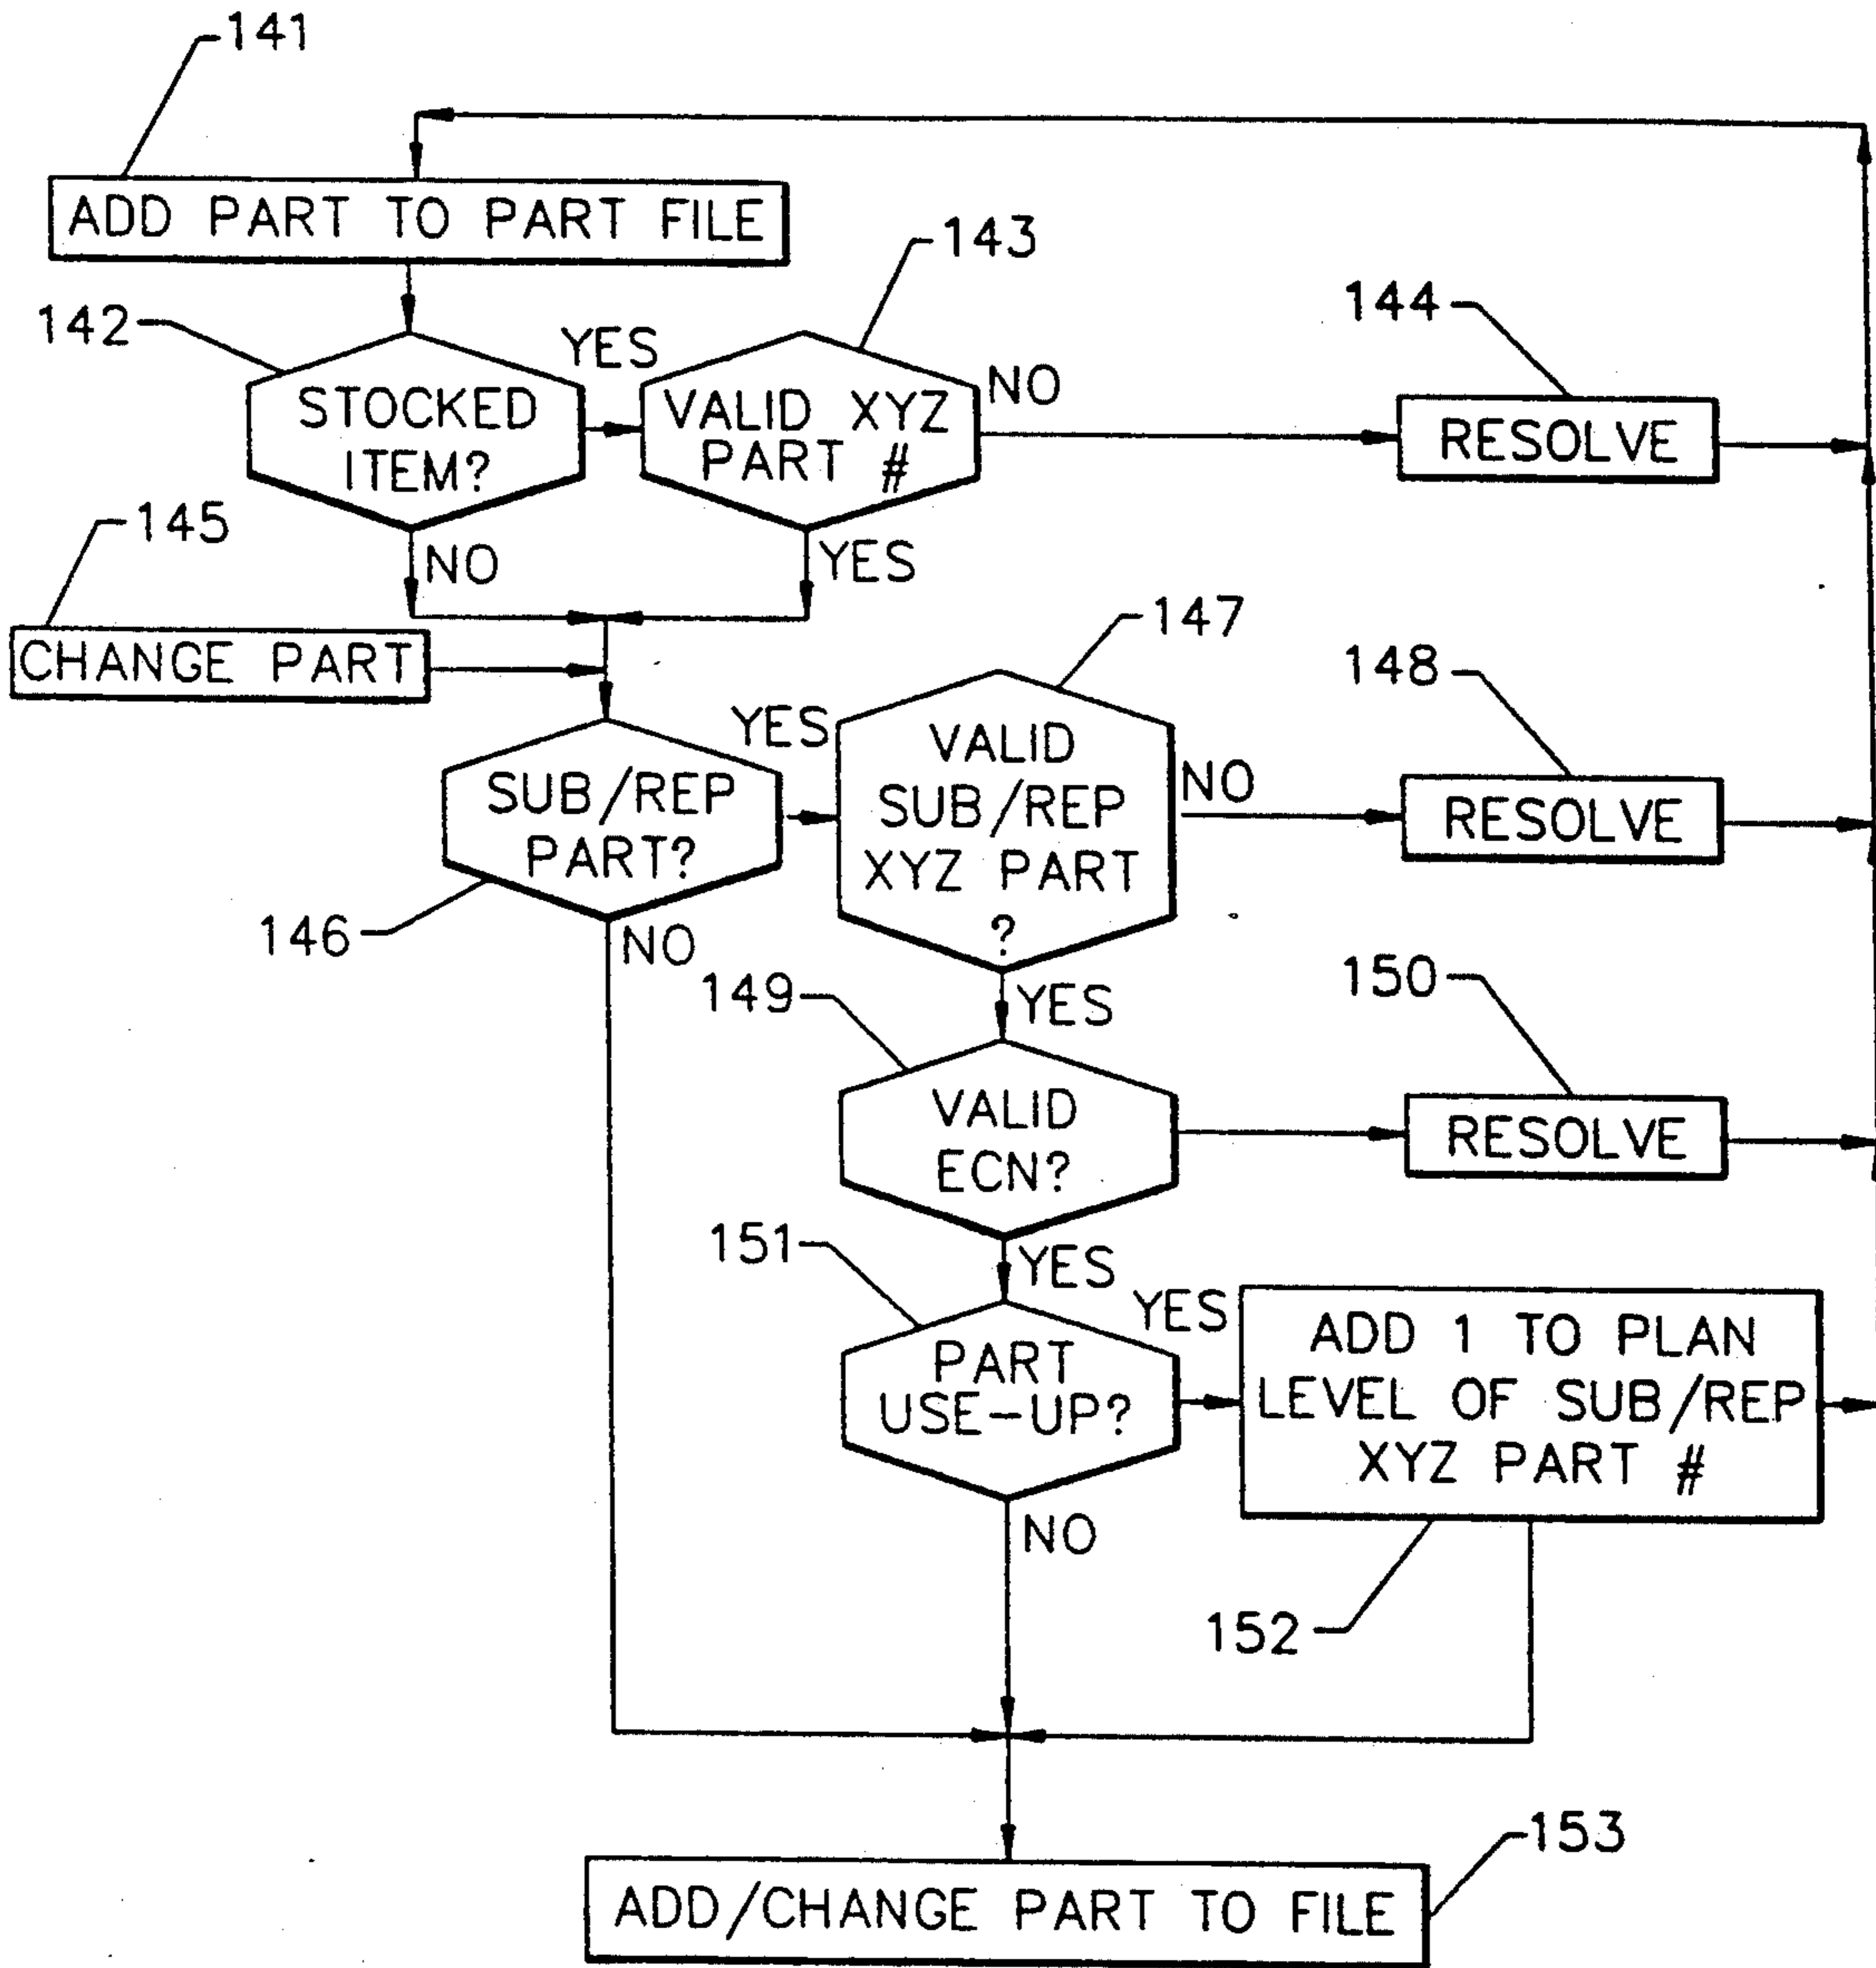 141
ADD PART TO PART FILE
143
142
YES
144
STOCKED
ITEM?
VALID XYZ
PART #
NO
RESOLVE
145
NO
YES
CHANGE PART
147
148
YES
SUB/REP
PART?
VALID
SUB/REP
XYZ PART
?
NO
RESOLVE
146
NO
149
YES
150
VALID
ECN?
RESOLVE
151
YES
YES
PART
USE-UP?
ADD 1 TO PLAN
LEVEL OF SUB/REP
XYZ PART #
NO
152
153
ADD/CHANGE PART TO FILE